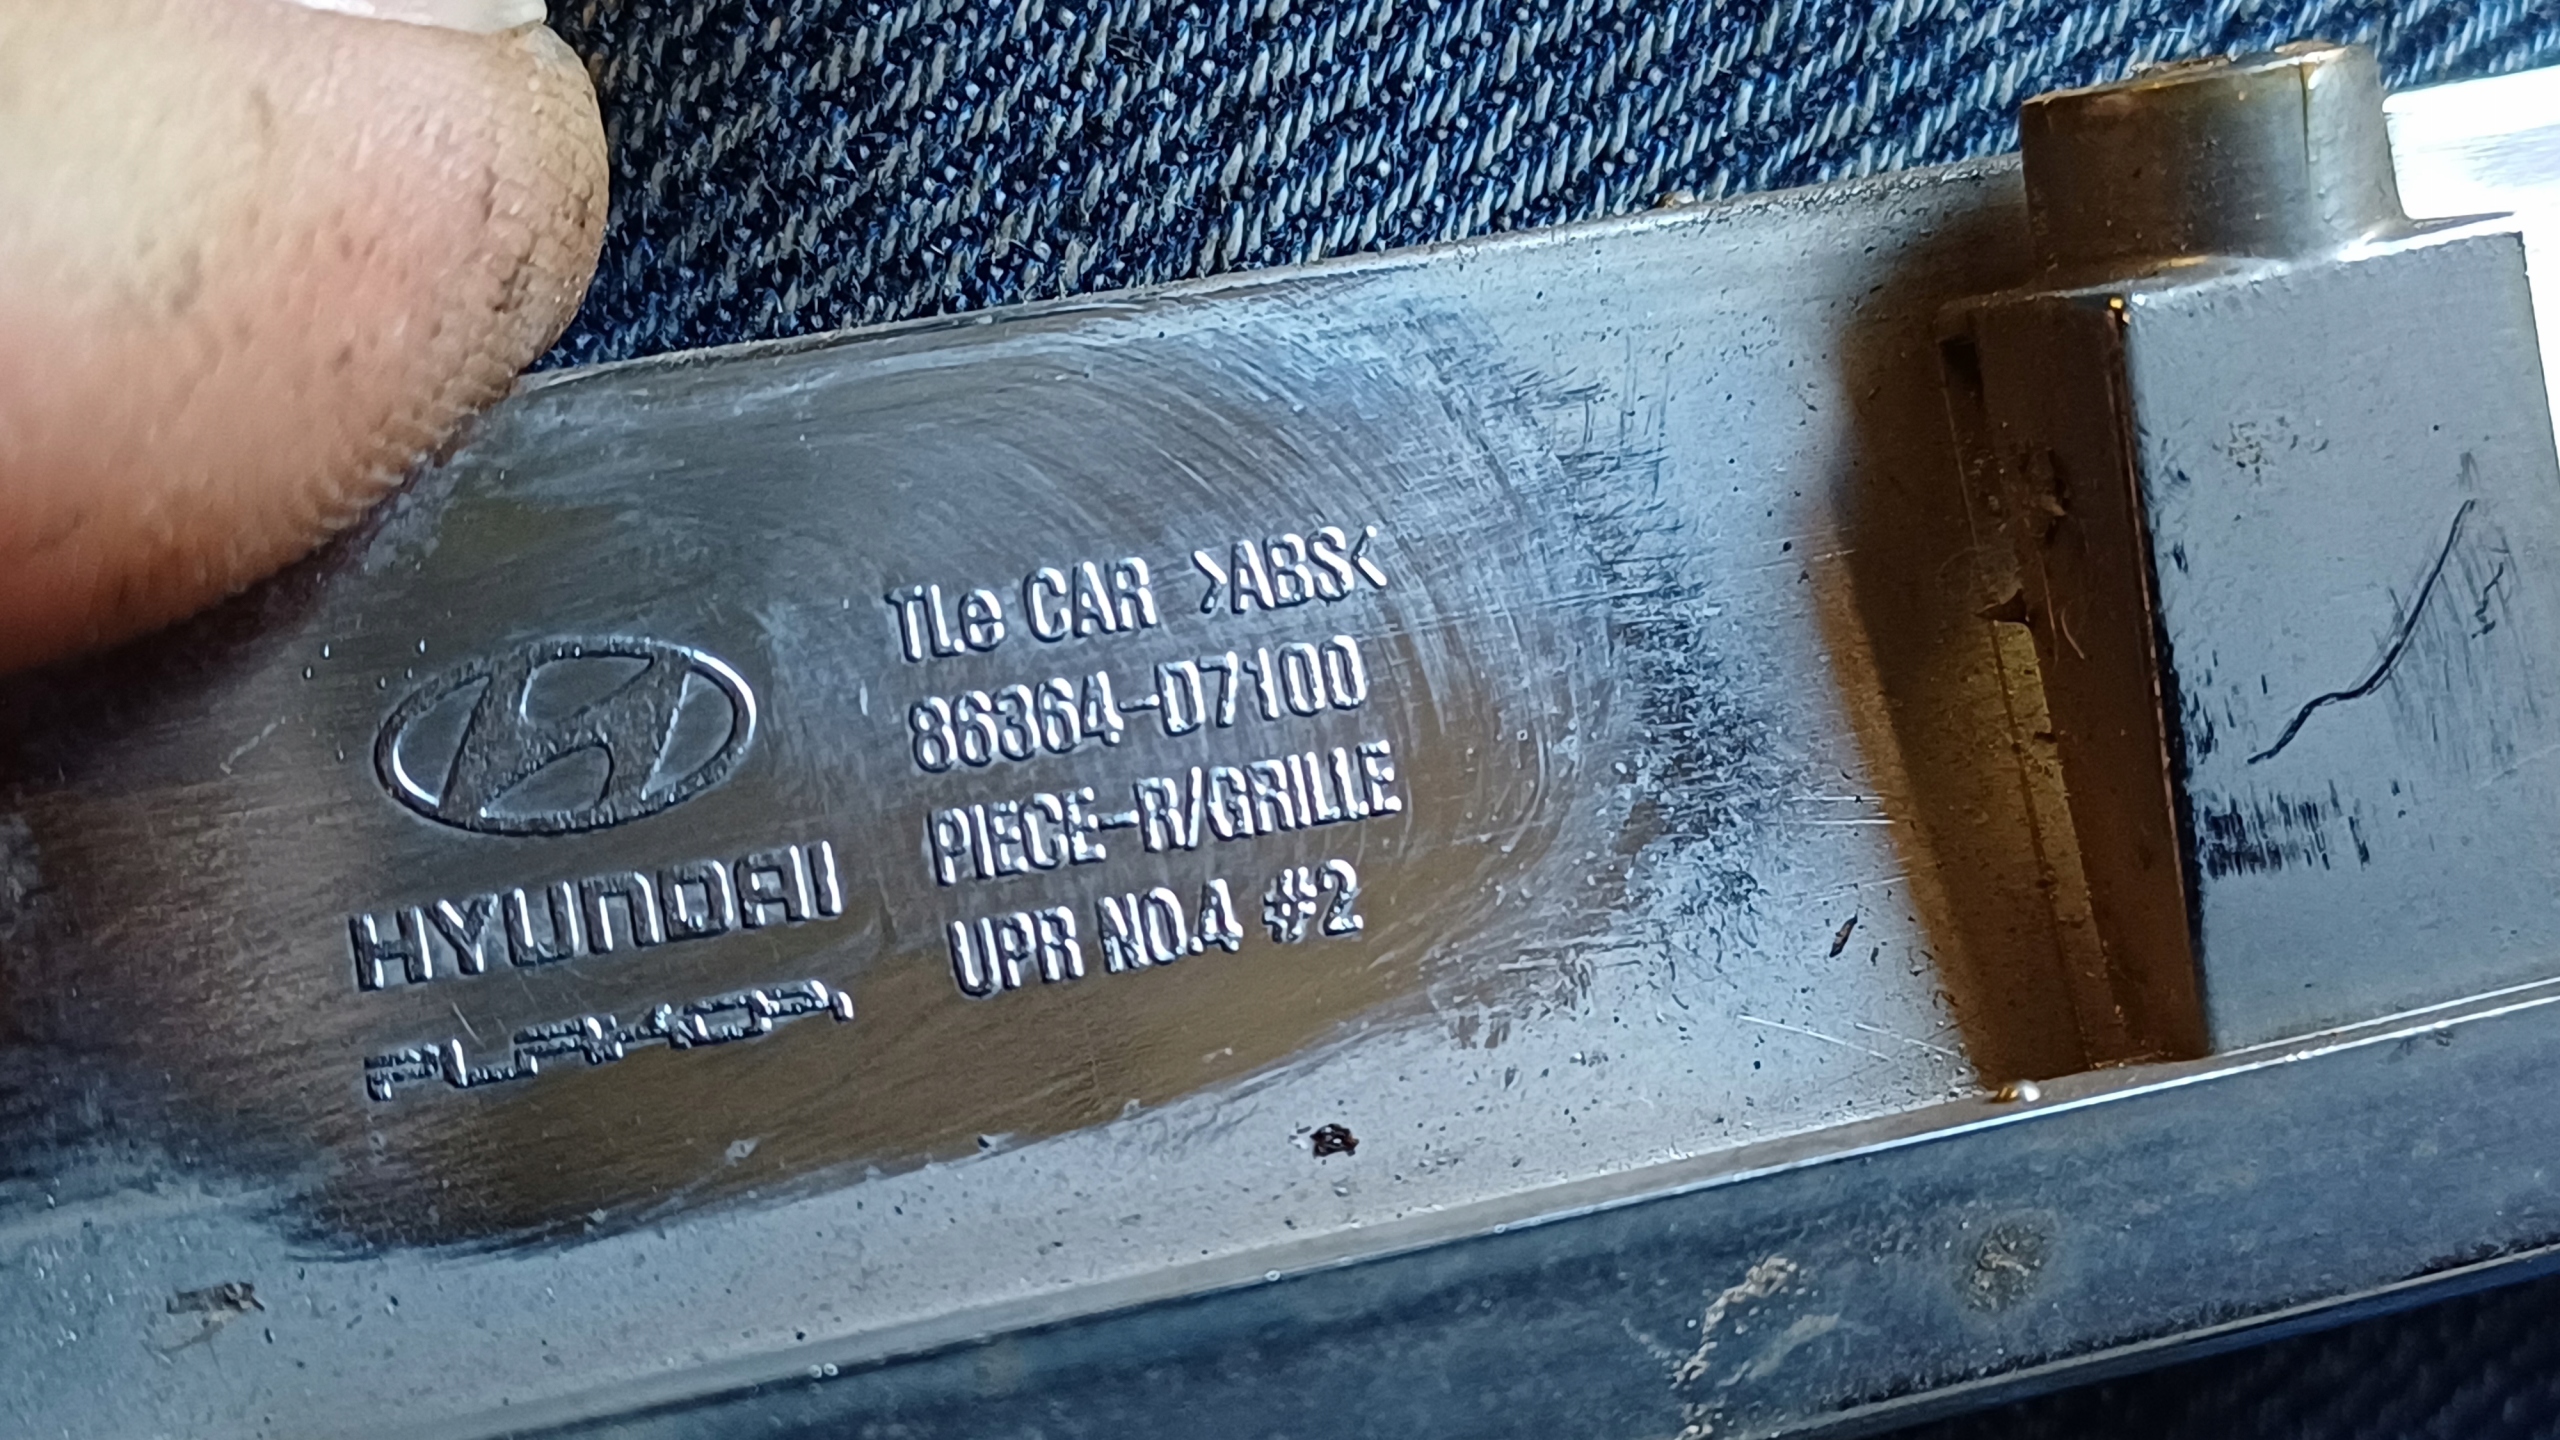 TLe CAR >ABS<
86364-D7100
PIECE-R/GRILLE
UPR NO.4 #2
HYUNDAI